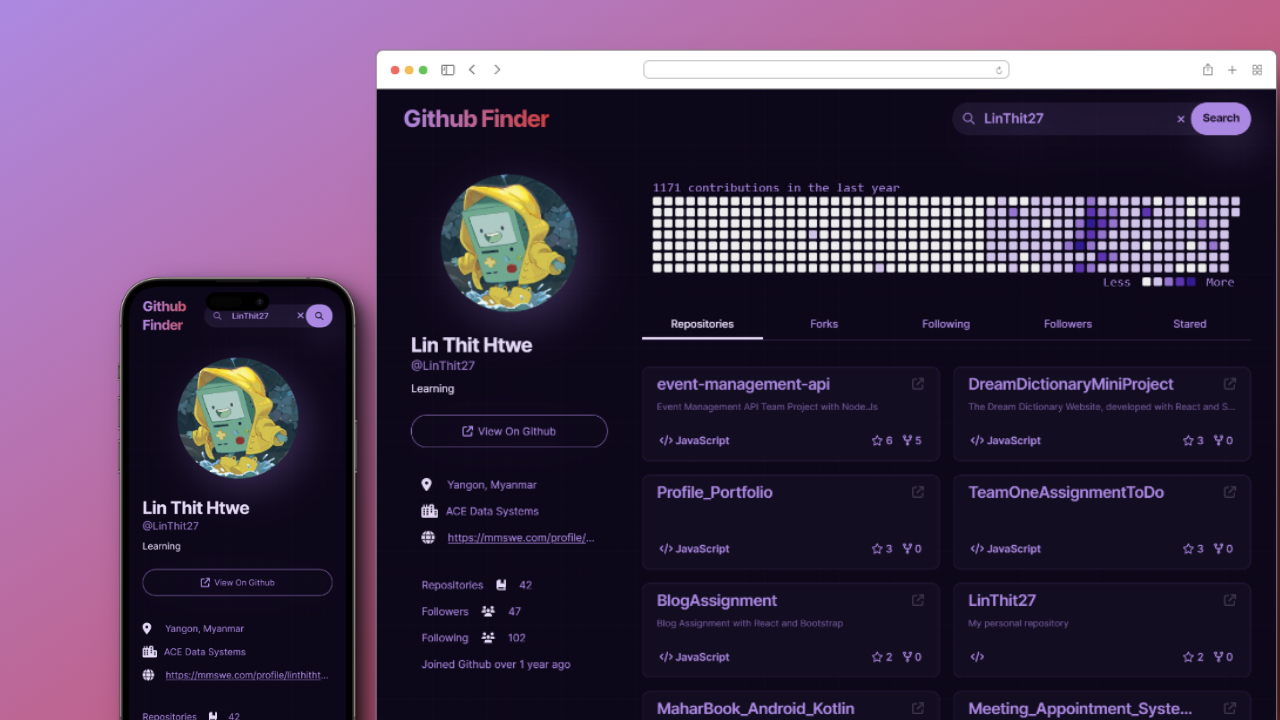 Github Finder
LinThit27
Search
Lin Thit Htwe
@LinThit27
Learning
View On Github
Yangon, Myanmar
ACE Data Systems
https://mmswe.com/profile/...
Repositories 42
Followers 47
Following 102
Joined Github over 1 year ago
1171 contributions in the last year
Less More
Repositories Forks Following Followers Stared
event-management-api
Event Management API Team Project with Node.Js
JavaScript 6 5
DreamDictionaryMiniProject
The Dream Dictionary Website, developed with React and S...
JavaScript 3 0
Profile_Portfolio
JavaScript 3 0
TeamOneAssignmentToDo
JavaScript 3 0
BlogAssignment
Blog Assignment with React and Bootstrap
JavaScript 2 0
LinThit27
My personal repository
2 0
MaharBook_Android_Kotlin
Meeting_Appointment_Syste...
Github
Finder
LinThit27
Lin Thit Htwe
@LinThit27
Learning
View On Github
Yangon, Myanmar
ACE Data Systems
https://mmswe.com/profile/linthitht...
Repositories 42